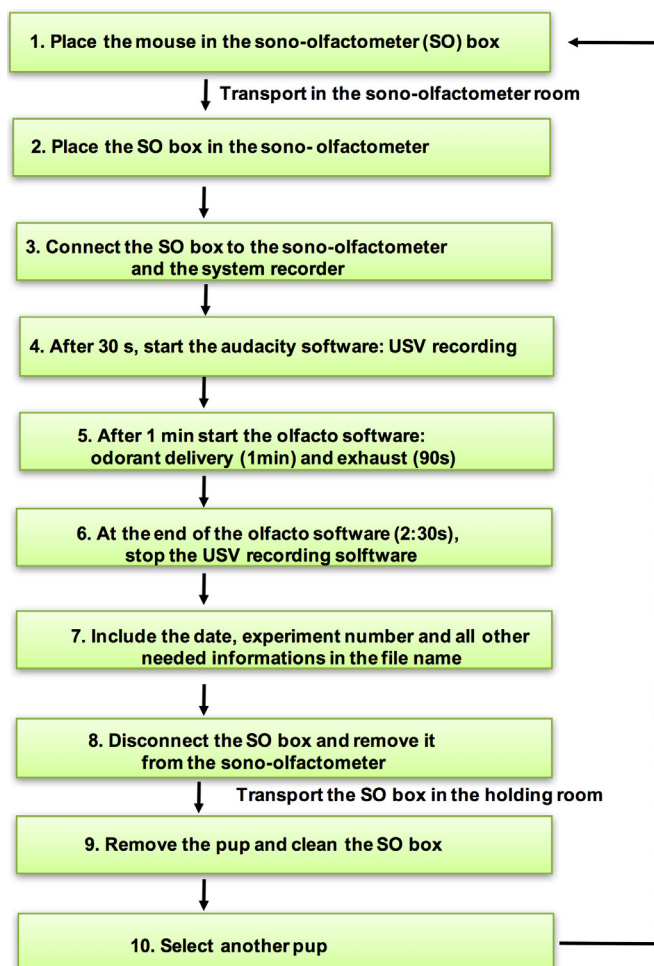 1. Place the mouse in the sono-olfactometer (SO) box
Transport in the sono-olfactometer room
2. Place the SO box in the sono- olfactometer
3. Connect the SO box to the sono-olfactometer
and the system recorder
4. After 30 s, start the audacity software: USV recording
5. After 1 min start the olfacto software:
odorant delivery (1min) and exhaust (90s)
6. At the end of the olfacto software (2:30s),
stop the USV recording solftware
7. Include the date, experiment number and all other
needed informations in the file name
8. Disconnect the SO box and remove it
from the sono-olfactometer
Transport the SO box in the holding room
9. Remove the pup and clean the SO box
10. Select another pup